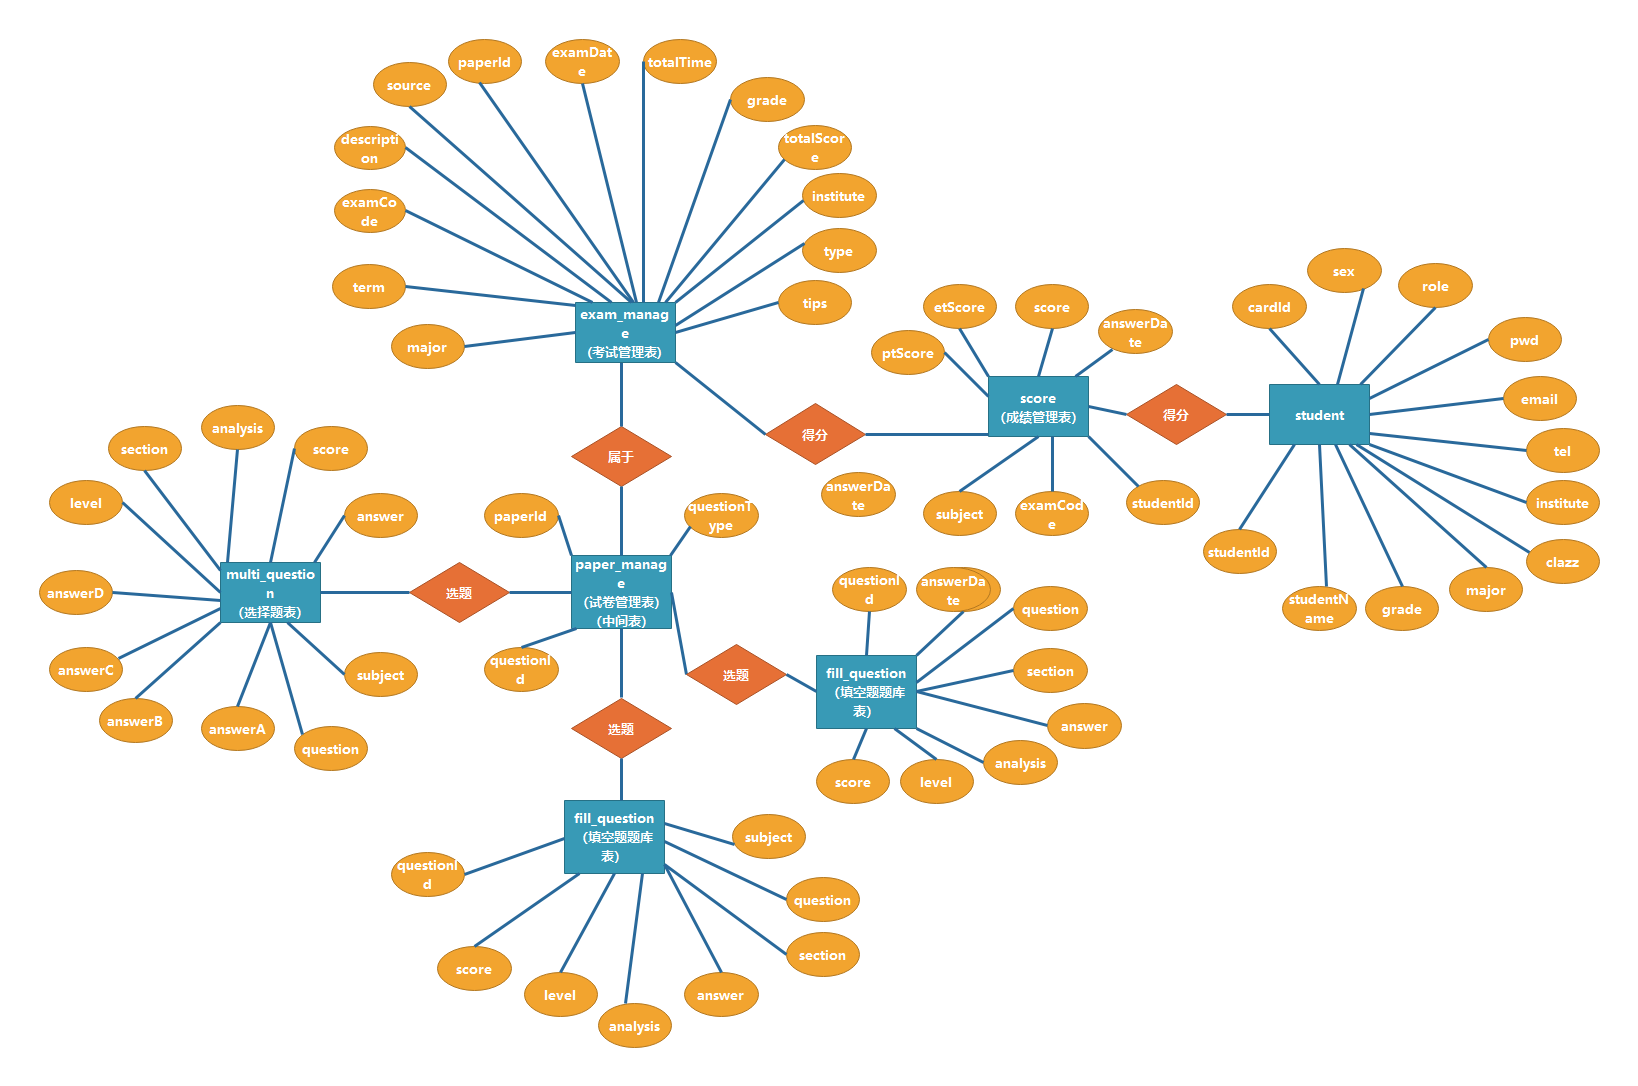 examDat
e
totalTime
paperId
source
grade
totalScor
e
descripti
on
institute
examCo
de
type
term
tips
major
exam_manag
e
(考试管理表)
sex
role
cardId
pwd
email
tel
institute
clazz
major
grade
studentN
ame
studentId
student
得分
etScore
score
answerDa
te
ptScore
score
(成绩管理表)
subject
examCod
e
studentId
得分
answerDa
te
属于
paperId
questionT
ype
paper_manag
e
(试卷管理表)
(中间表)
questionI
d
选题
analysis
score
section
level
answer
multi_questio
n
(选择题表)
answerD
answerC
answerB
answerA
question
subject
选题
questionI
d
answerDa
te
question
section
answer
analysis
level
score
fill_question
(填空题题库
表)
选题
fill_question
(填空题题库
表)
subject
question
section
answer
analysis
level
score
questionI
d